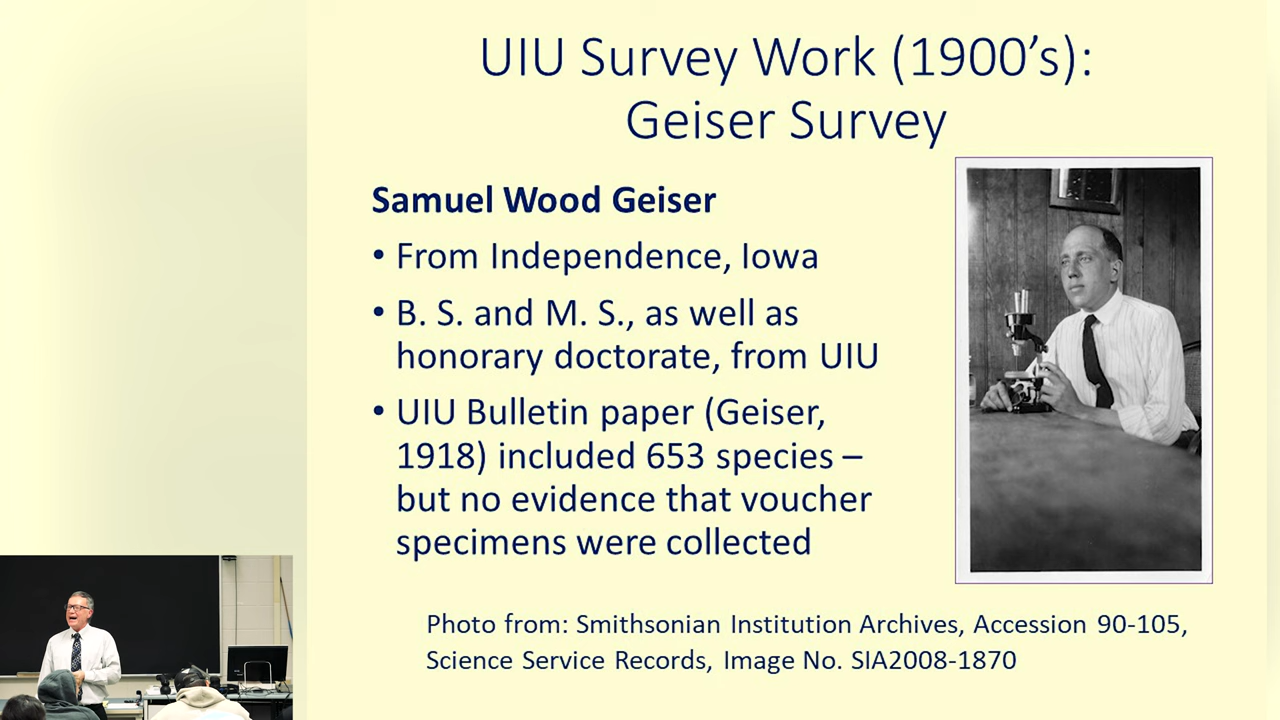 UIU Survey Work (1900’s):
Geiser Survey
Samuel Wood Geiser
• From Independence, Iowa
• B. S. and M. S., as well as
honorary doctorate, from UIU
• UIU Bulletin paper (Geiser,
1918) included 653 species –
but no evidence that voucher
specimens were collected
Photo from: Smithsonian Institution Archives, Accession 90-105,
Science Service Records, Image No. SIA2008-1870